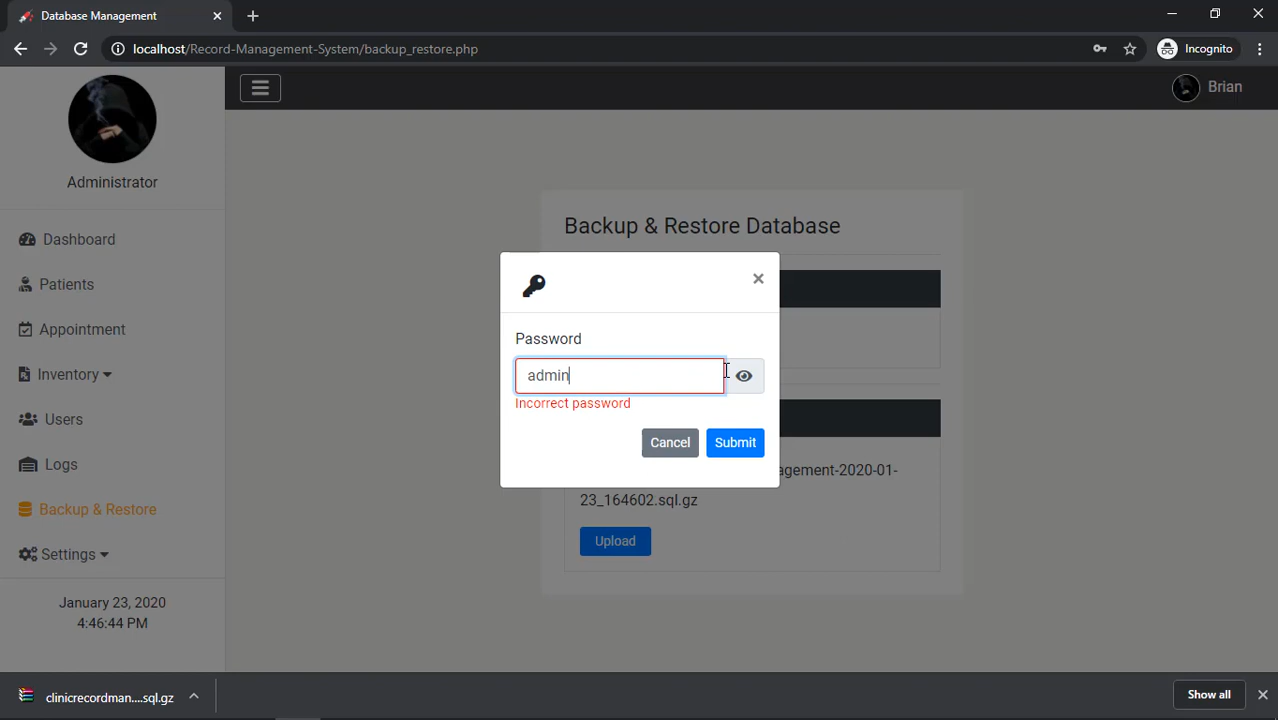 Database Management
localhost/Record-Management-System/backup_restore.php
Incognito
Administrator
Dashboard
Patients
Appointment
Inventory
Users
Logs
Backup & Restore
Settings
January 23, 2020
4:46:44 PM
Brian
Backup & Restore Database
Password
admin
Incorrect password
Cancel Submit
agement-2020-01-
23_164602.sql.gz
Upload
clinicrecordman....sql.gz
Show all